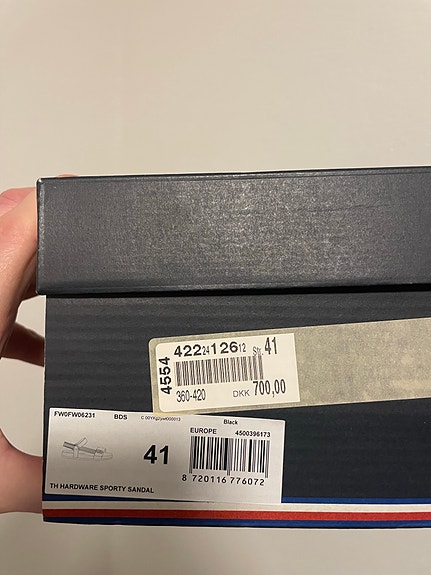 4554
422 24 126 12 Str. 41
360-420 DKK 700,00
FW0FW06231 BDS
Black
EUROPE 4500396173
41
8 720116 776072
TH HARDWARE SPORTY SANDAL